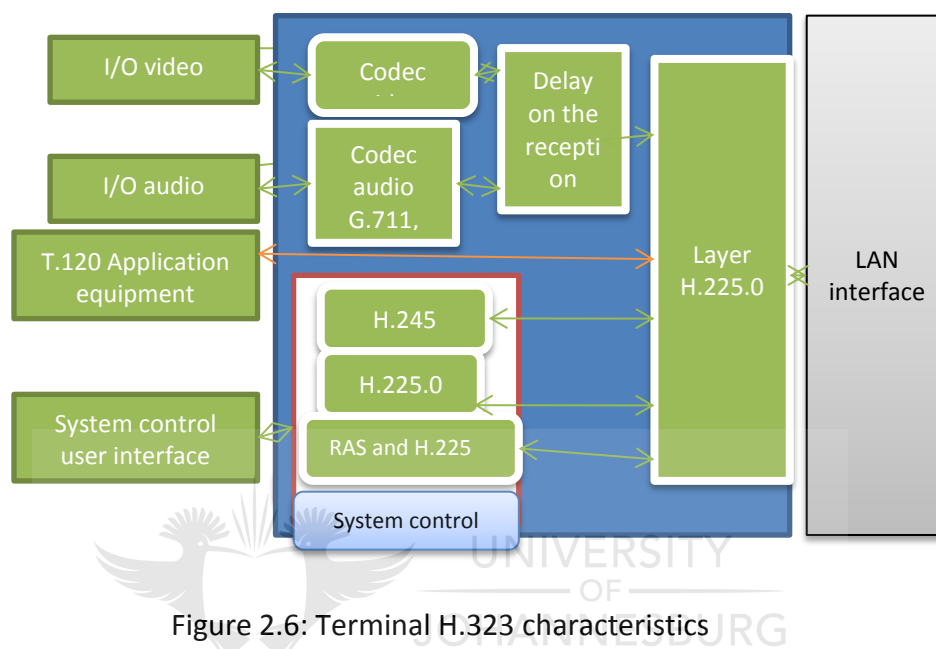 I/O video
Codec
I/O audio
Codec
audio
G.711,
Delay
on the
recepti
on
T.120 Application
equipment
Layer
H.225.0
LAN
interface
H.245
H.225.0
System control
user interface
RAS and H.225
System control
UNIVERSITY
OF
JOHANNESBURG
Figure 2.6: Terminal H.323 characteristics